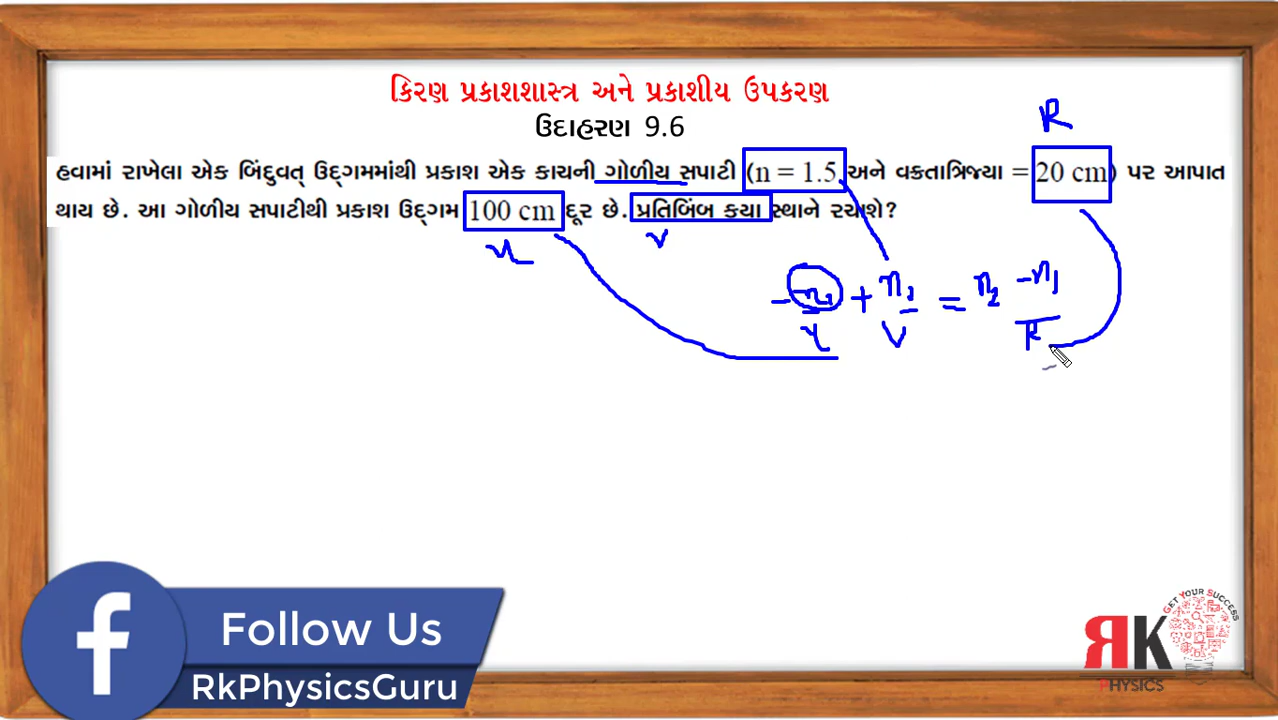 કિરણ પ્રકાશશાસ્ત્ર અને પ્રકાશીય ઉપકરણ
ઉદાહરણ 9.6
R
હવામાં રાખેલા એક બિંદુવત્ ઉદ્ગમમાંથી પ્રકાશ એક કાચની ગોળીય સપાટી (n = 1.5 અને વક્રતાત્રિજ્યા = 20 cm) પર આપાત
થાય છે. આ ગોળીય સપાટીથી પ્રકાશ ઉદ્ગમ 100 cm દૂર છે. પ્રતિબિંબ કયા સ્થાને રચાશે?
u v
-n₁/u + n₂/v = n₂ -n₁/R
f Follow Us
RkPhysicsGuru
GET YOUR SUCCESS
RK
PHYSICS